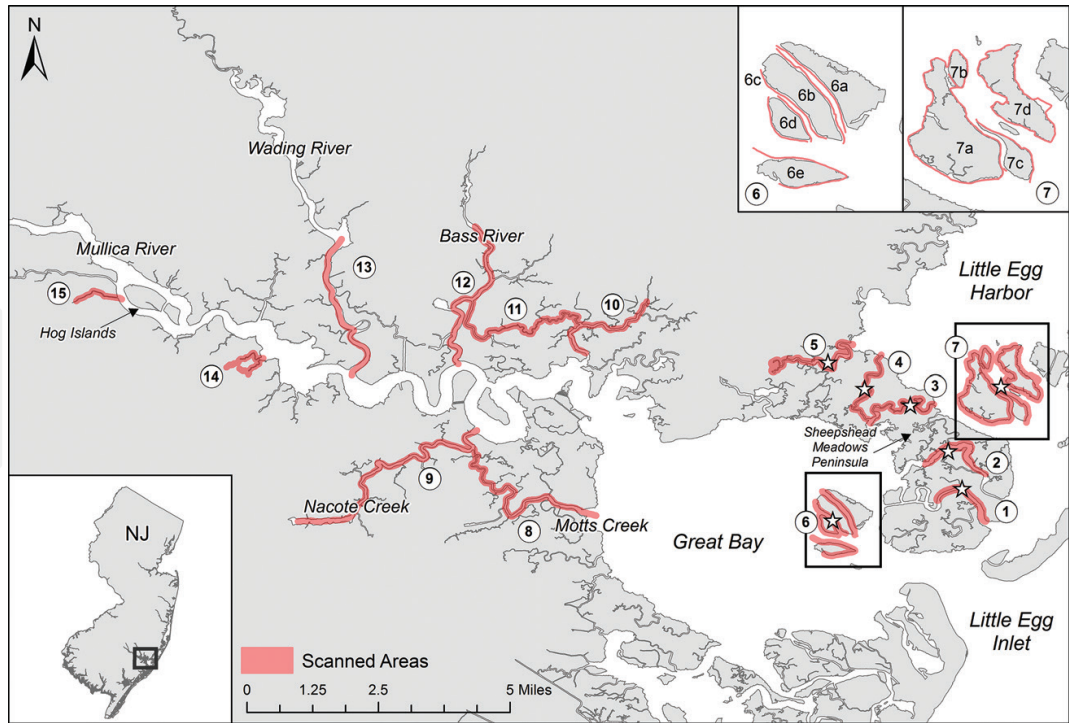 N
6c
6a
6b
6d
6e
6
7b
7d
7a
7c
7
Wading River
Bass River
Mullica River
Hog Islands
15
14
13
12
11
10
Little Egg
Harbor
5
4
3
7
Sheepshead
Meadows
Peninsula
2
1
6
9
Nacote Creek
8
Motts Creek
Great Bay
Little Egg
Inlet
NJ
Scanned Areas
0 1.25 2.5 5 Miles